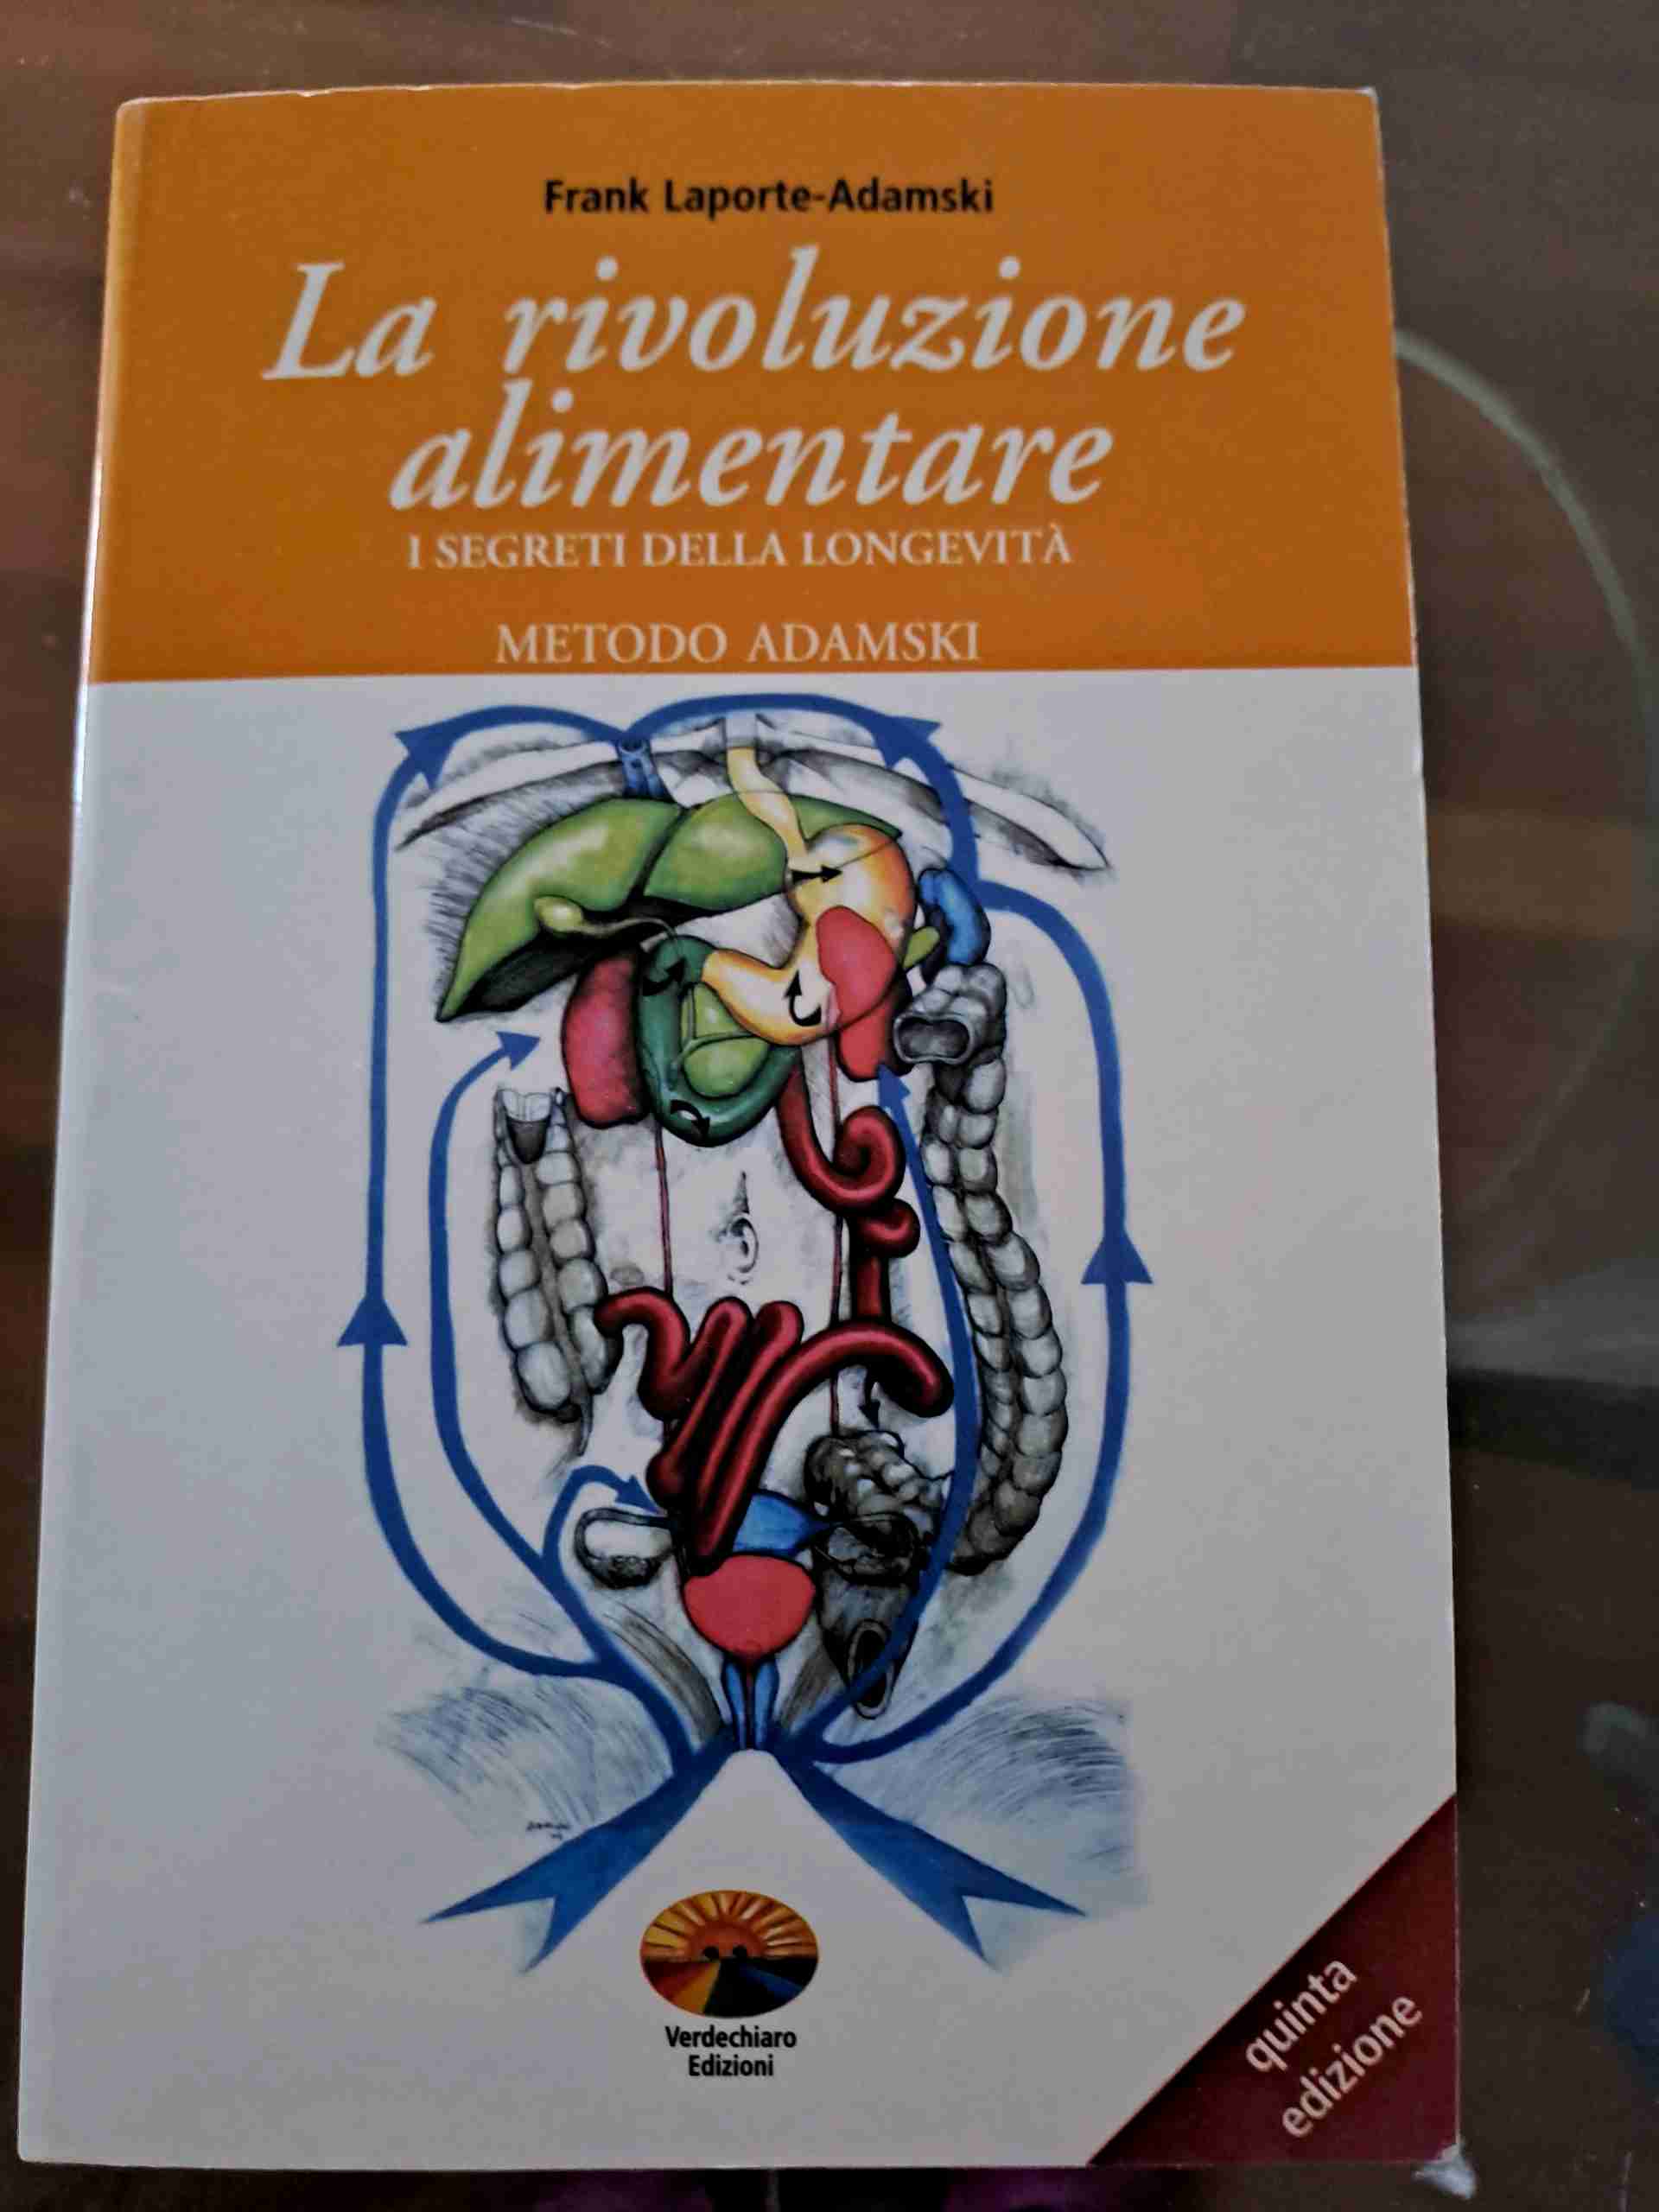 Frank Laporte-Adamski
La rivoluzione
alimentare
I SEGRETI DELLA LONGEVITÀ
METODO ADAMSKI
Verdechiaro
Edizioni
quinta
edizione